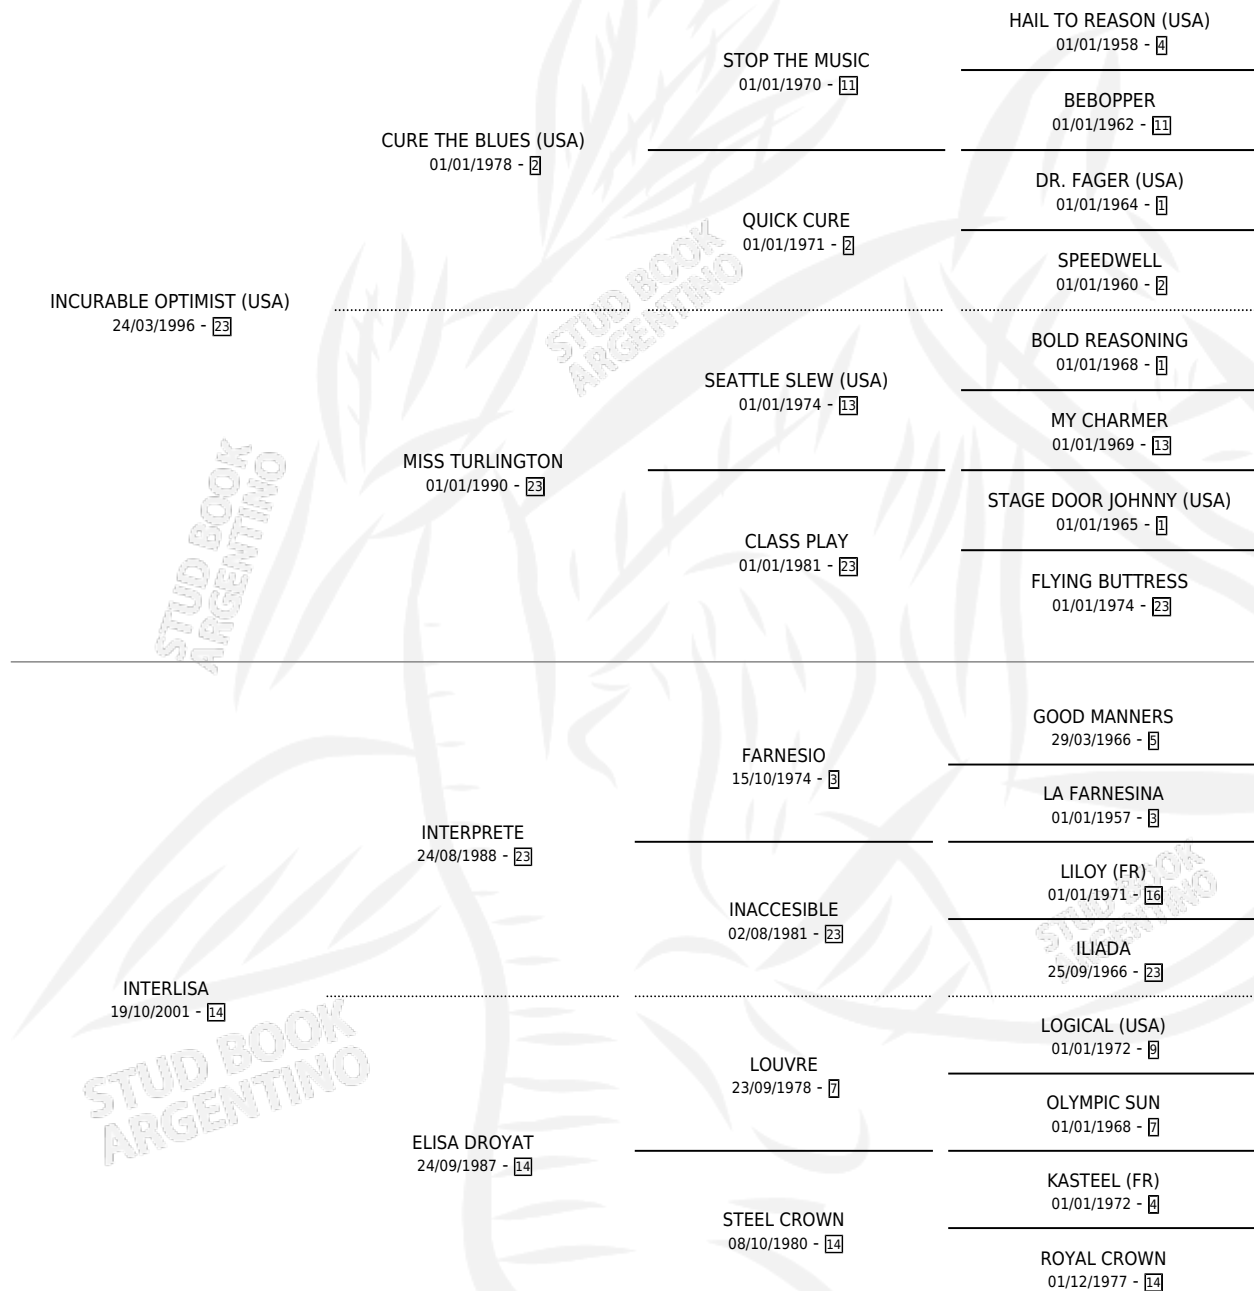 HAIL TO REASON (USA)
01/01/1958 - 4
STOP THE MUSIC
01/01/1970 - 11
BEBOPPER
01/01/1962 - 11
CURE THE BLUES (USA)
01/01/1978 - 2
DR. FAGER (USA)
01/01/1964 - 1
QUICK CURE
01/01/1971 - 2
SPEEDWELL
01/01/1960 - 2
INCURABLE OPTIMIST (USA)
24/03/1996 - 23
BOLD REASONING
01/01/1968 - 1
SEATTLE SLEW (USA)
01/01/1974 - 13
MY CHARMER
01/01/1969 - 13
MISS TURLINGTON
01/01/1990 - 23
STAGE DOOR JOHNNY (USA)
01/01/1965 - 1
CLASS PLAY
01/01/1981 - 23
FLYING BUTTRESS
01/01/1974 - 23
GOOD MANNERS
29/03/1966 - 5
FARNESIO
15/10/1974 - 3
LA FARNESINA
01/01/1957 - 3
INTERPRETE
24/08/1988 - 23
LILOY (FR)
01/01/1971 - 16
INACCESIBLE
02/08/1981 - 23
ILIADA
25/09/1966 - 23
INTERLISA
19/10/2001 - 14
LOGICAL (USA)
01/01/1972 - 9
LOUVRE
23/09/1978 - 7
OLYMPIC SUN
01/01/1968 - 7
ELISA DROYAT
24/09/1987 - 14
KASTEEL (FR)
01/01/1972 - 4
STEEL CROWN
08/10/1980 - 14
ROYAL CROWN
01/12/1977 - 14
STUD BOOK
ARGENTINO
STUD BOOK
ARGENTINO
STUD BOOK
ARGENTINO
STUD BOOK
ARGENTINO